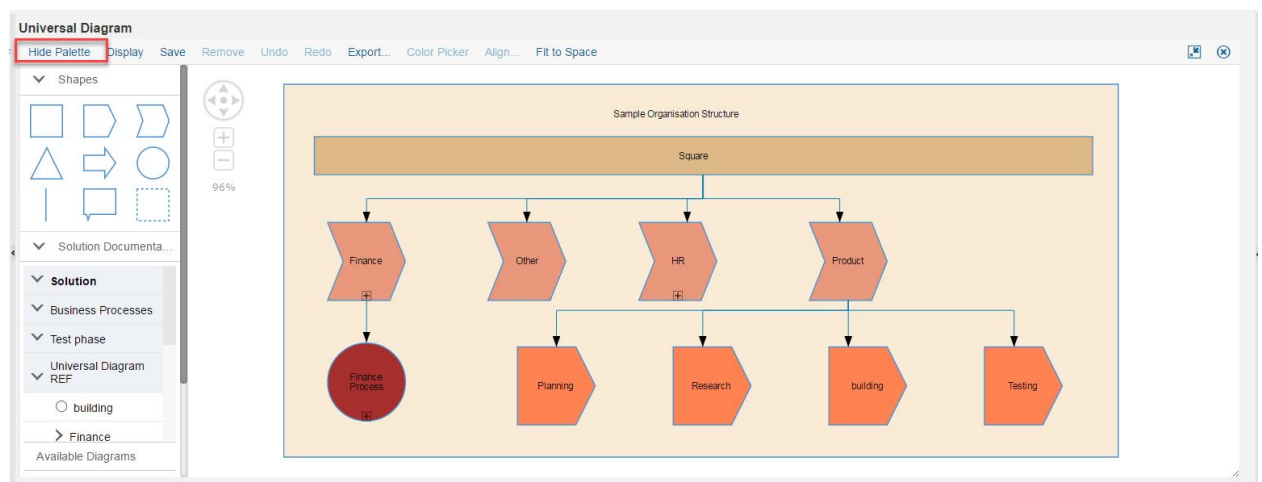 Universal Diagram
Hide Palette Display Save Remove Undo Redo Export... Color Picker Align... Fit to Space
Shapes
96%
Solution Documenta...
Solution
Business Processes
Test phase
Universal Diagram
REF
building
Finance
Available Diagrams
Sample Organisation Structure
Square
Finance
Other
HR
Product
Finance
Process
Planning
Research
building
Testing